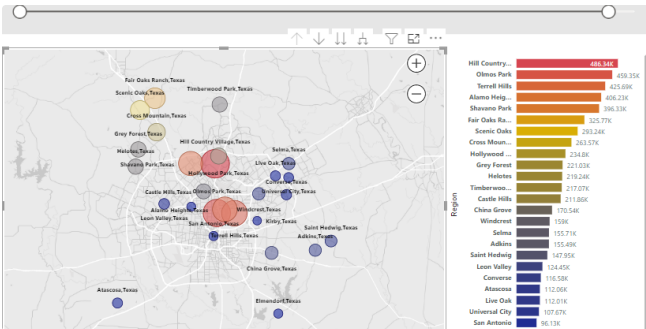 Fair Oaks Ranch,Texas
Scenic Oaks,Texas
Timberwood Park,Texas
Cross Mountain,Texas
Grey Forest,Texas
Hill Country Village,Texas
Helotes,Texas
Selma,Texas
Shavano Park,Texas
Live Oak,Texas
Hollywood Park,Texas
Converse,Texas
Castle Hills,Texas
Olmos Park,Texas
Universal City,Texas
Alamo Heights,Texas
Windcrest,Texas
Leon Valley,Texas
San Antonio,Texas
Kirby,Texas
Saint Hedwig,Texas
Terrell Hills,Texas
Adkins,Texas
China Grove,Texas
Atascosa,Texas
Elmendorf,Texas
Region
Hill Country... 486.34K
Olmos Park 459.35K
Terrell Hills 425.69K
Alamo Heig... 406.23K
Shavano Park 396.33K
Fair Oaks Ra... 325.77K
Scenic Oaks 293.24K
Cross Moun... 263.57K
Hollywood ... 234.8K
Grey Forest 221.03K
Helotes 219.24K
Timberwoo... 217.07K
Castle Hills 211.86K
China Grove 170.54K
Windcrest 159K
Selma 155.71K
Adkins 155.49K
Saint Hedwig 147.95K
Leon Valley 124.45K
Converse 116.58K
Atascosa 112.06K
Live Oak 112.01K
Universal City 107.67K
San Antonio 96.13K